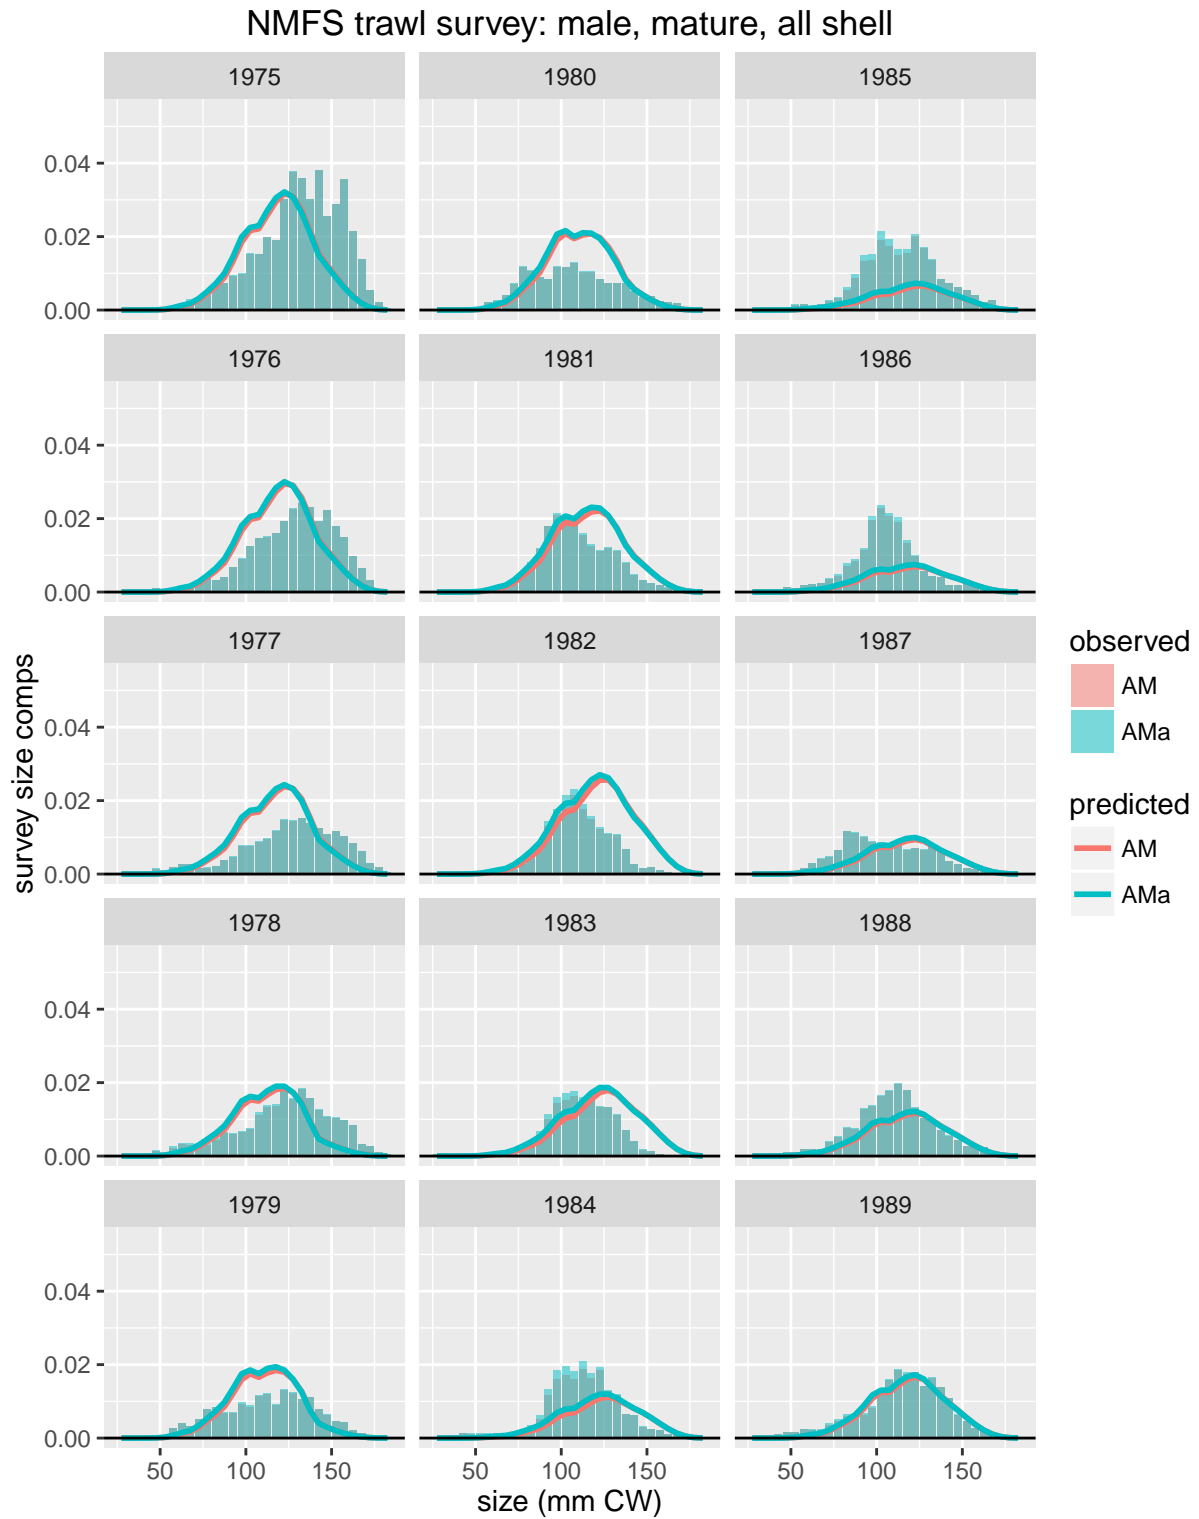 NMFS trawl survey: male, mature, all shell
1975 1980 1985
0.04
0.02
0.00
1976 1981 1986
0.04
0.02
0.00
1977 1982 1987
0.04
0.02
0.00
1978 1983 1988
0.04
0.02
0.00
1979 1984 1989
0.04
0.02
0.00
50 100 150 50 100 150 50 100 150
size (mm CW)
survey size comps
observed
AM
AMa
predicted
AM
AMa